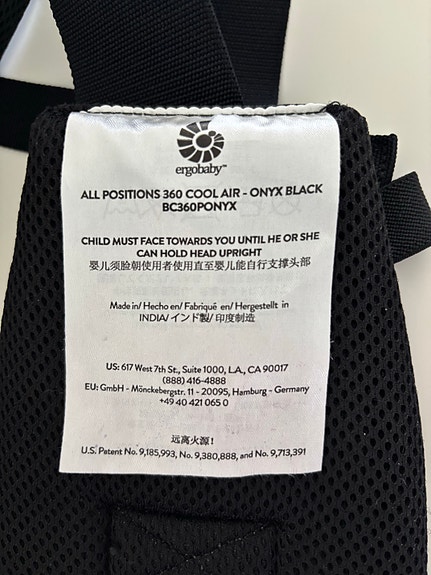 ergobaby™
ALL POSITIONS 360 COOL AIR - ONYX BLACK
BC360PONYX
CHILD MUST FACE TOWARDS YOU UNTIL HE OR SHE
CAN HOLD HEAD UPRIGHT
婴儿须脸朝使用者使用直至婴儿能自行支撑头部
Made in/ Hecho en/ Fabriqué en/ Hergestellt in
INDIA/ インド製/ 印度制造
US: 617 West 7th St., Suite 1000, L.A., CA 90017
(888) 416-4888
EU: GmbH - Mönckebergstr. 11 - 20095, Hamburg - Germany
+49 40 421 065 0
远离火源！
U.S. Patent No. 9,185,993, No. 9,380,888, and No. 9,713,391